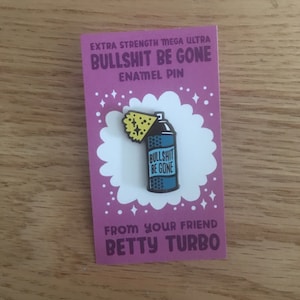 EXTRA STRENGTH MEGA ULTRA
BULLSHIT BE GONE
ENAMEL PIN
BULLSHIT
BE GONE
FROM YOUR FRIEND
BETTY TURBO